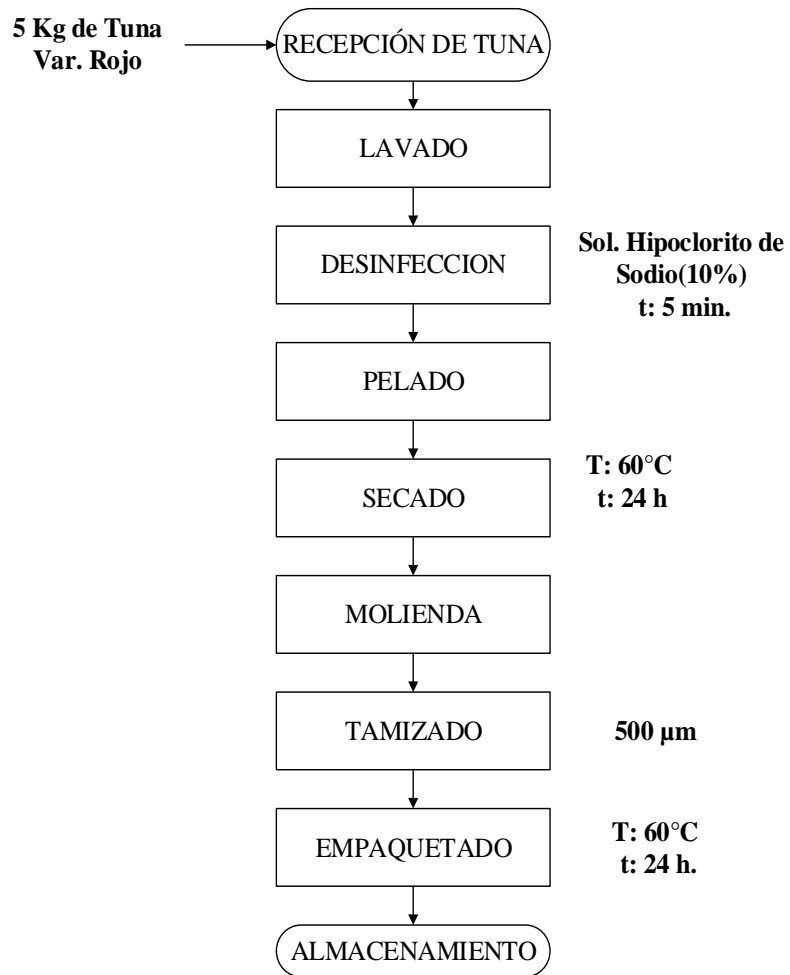 5 Kg de Tuna
Var. Rojo
RECEPCIÓN DE TUNA
LAVADO
DESINFECCION
Sol. Hipoclorito de
Sodio(10%)
t: 5 min.
PELADO
T: 60°C
t: 24 h
SECADO
MOLIENDA
TAMIZADO
500 µm
EMPAQUETADO
T: 60°C
t: 24 h.
ALMACENAMIENTO